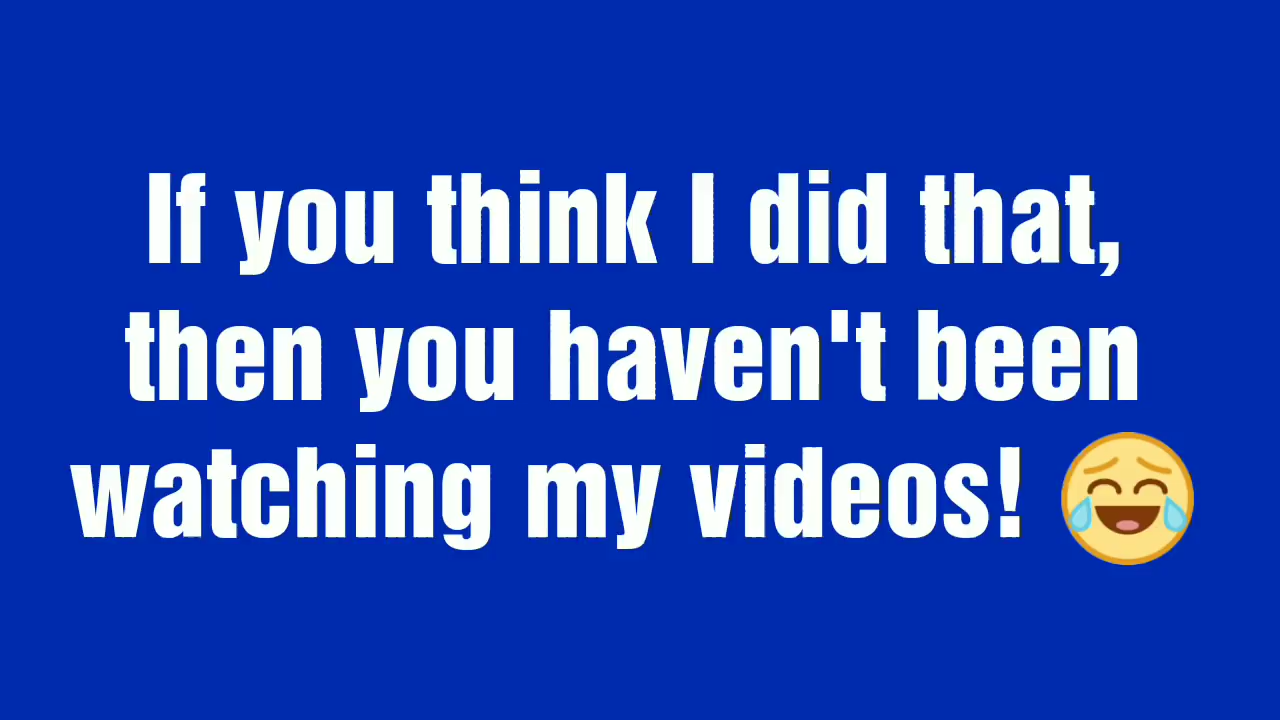 If you think I did that,
then you haven't been
watching my videos! 😂